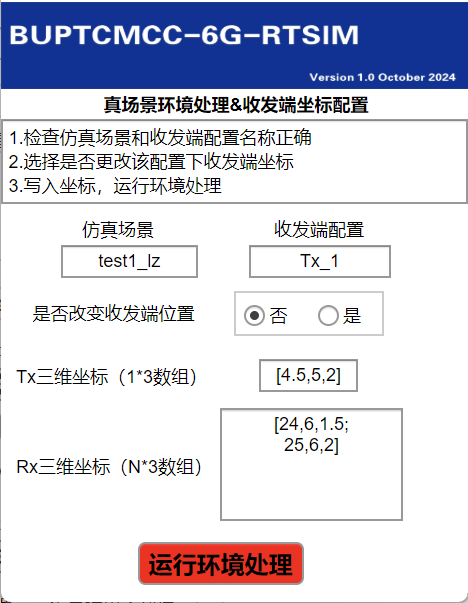 BUPTCMCC-6G-RTSIM
Version 1.0 October 2024
真场景环境处理&收发端坐标配置
1.检查仿真场景和收发端配置名称正确
2.选择是否更改该配置下收发端坐标
3.写入坐标，运行环境处理
仿真场景 收发端配置
test1_lz Tx_1
是否改变收发端位置 否 是
Tx三维坐标（1*3数组） [4.5,5,2]
[24,6,1.5;
25,6,2]
Rx三维坐标（N*3数组）
运行环境处理